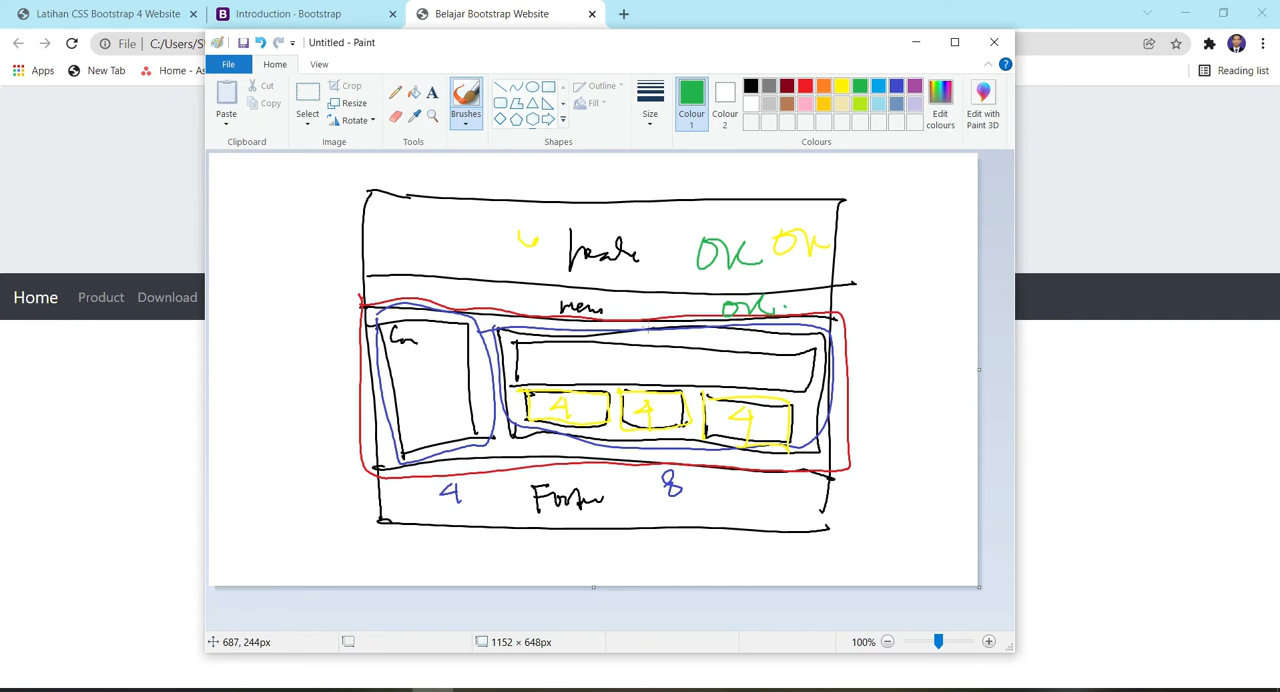 Latihan CSS Bootstrap 4 Website
Introduction · Bootstrap
Belajar Bootstrap Website
File
C:/Users/S
Apps
New Tab
Home - As
Reading list
Untitled - Paint
File
Home
View
Paste
Cut
Copy
Clipboard
Select
Crop
Resize
Rotate
Image
Tools
Brushes
Shapes
Outline
Fill
Size
Colour 1
Colour 2
Edit colours
Edit with Paint 3D
Colours
Home Product Download
OK OK
menu OK.
4 4 4
4 8
Footer
687, 244px
1152 × 648px
100%